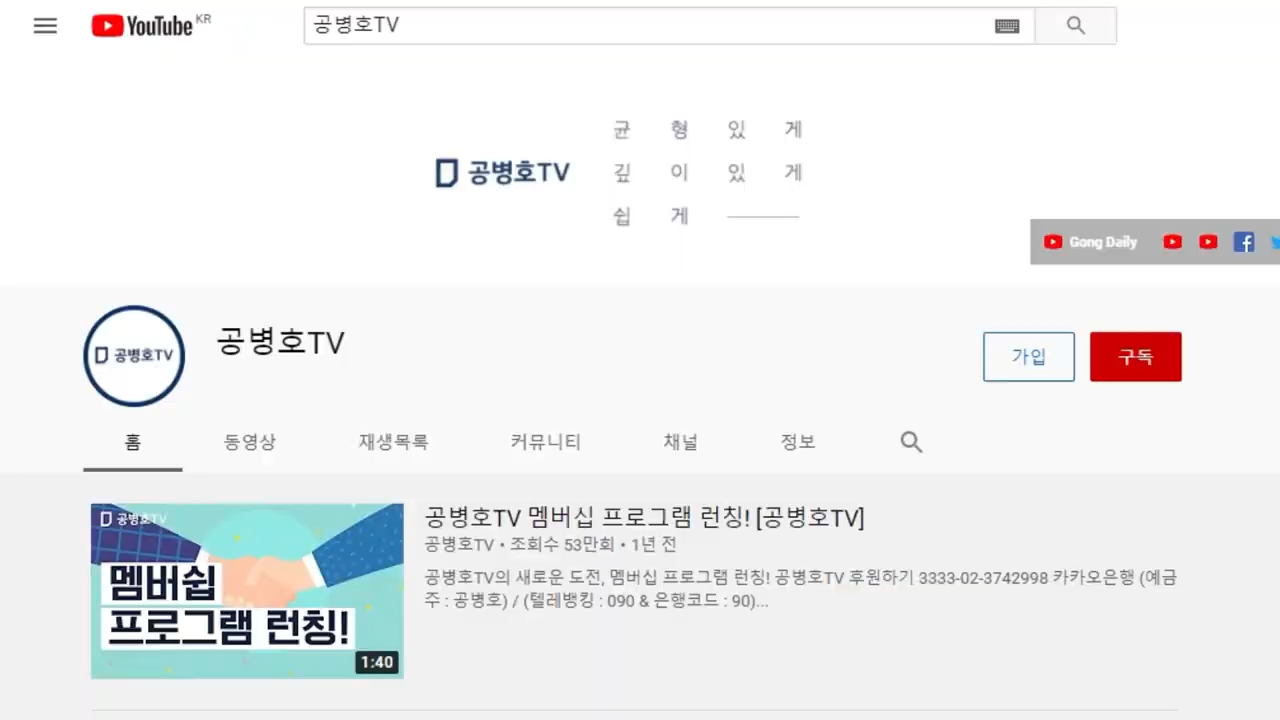 YouTube KR
공병호TV
균 형 있 게
공병호TV
깊 이 있 게
쉽 게
Gong Daily
공병호TV
공병호TV
가입
구독
홈 동영상 재생목록 커뮤니티 채널 정보
공병호TV
멤버쉽
프로그램 런칭!
1:40
공병호TV 멤버십 프로그램 런칭! [공병호TV]
공병호TV • 조회수 53만회 • 1년 전
공병호TV의 새로운 도전, 멤버십 프로그램 런칭! 공병호TV 후원하기 3333-02-3742998 카카오은행 (예금
주 : 공병호) / (텔레뱅킹 : 090 & 은행코드 : 90)...